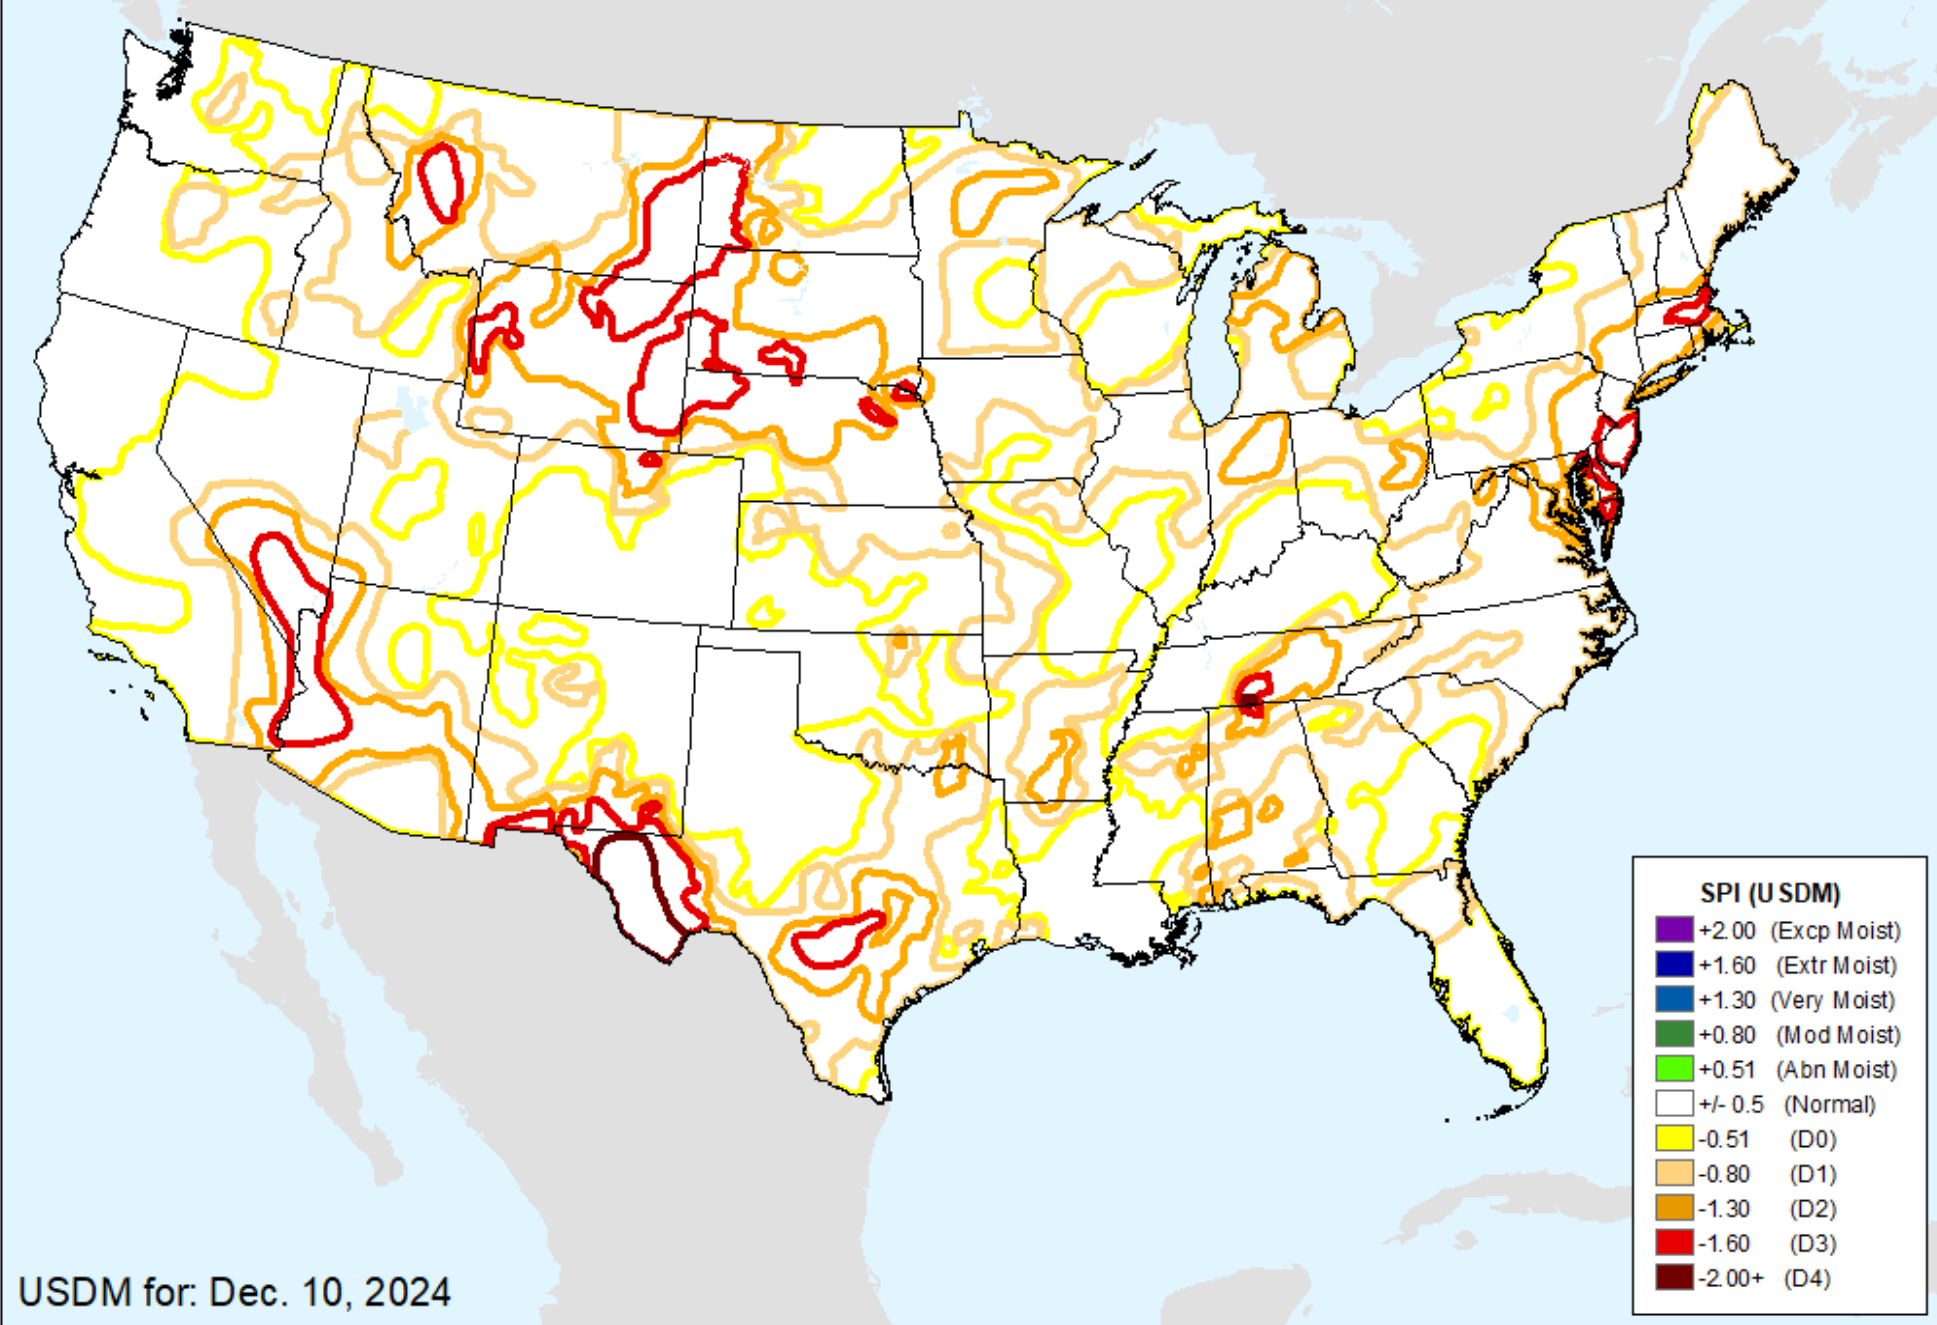 SPI (USDM)
+2.00 (Excp Moist)
+1.60 (Extr Moist)
+1.30 (Very Moist)
+0.80 (Mod Moist)
+0.51 (Abn Moist)
+/- 0.5 (Normal)
-0.51 (D0)
-0.80 (D1)
-1.30 (D2)
-1.60 (D3)
-2.00+ (D4)
USDM for: Dec. 10, 2024